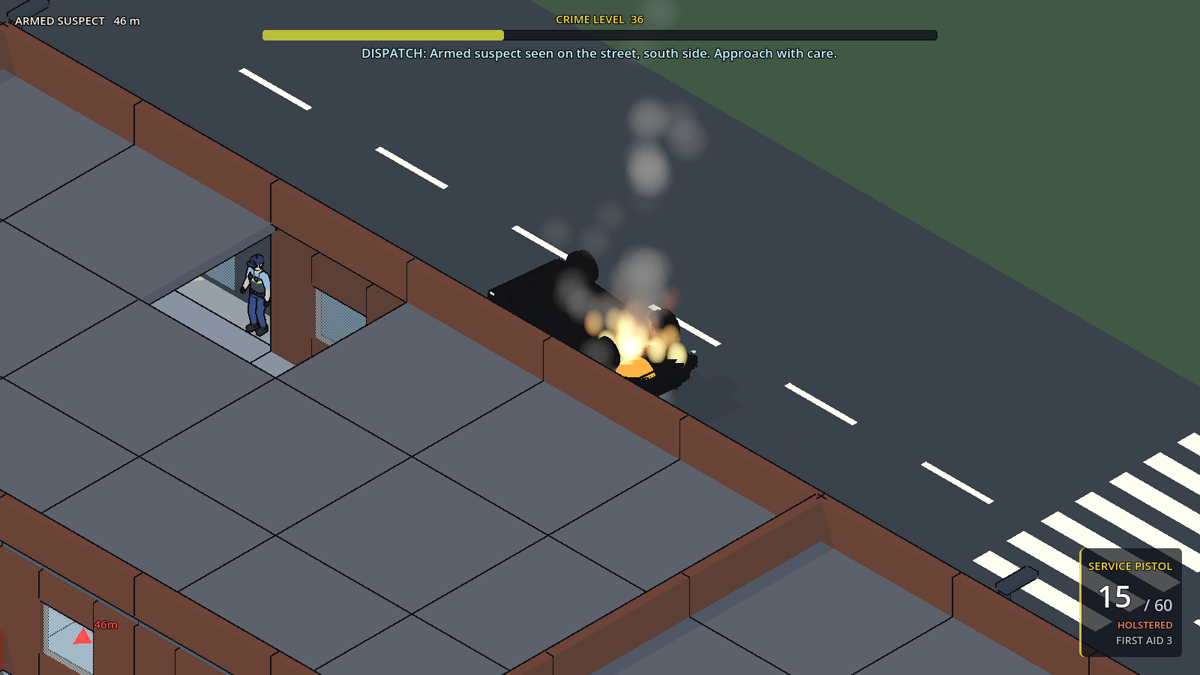 ARMED SUSPECT 46 m
CRIME LEVEL 36
DISPATCH: Armed suspect seen on the street, south side. Approach with care.
46m
SERVICE PISTOL
15 / 60
HOLSTERED
FIRST AID 3